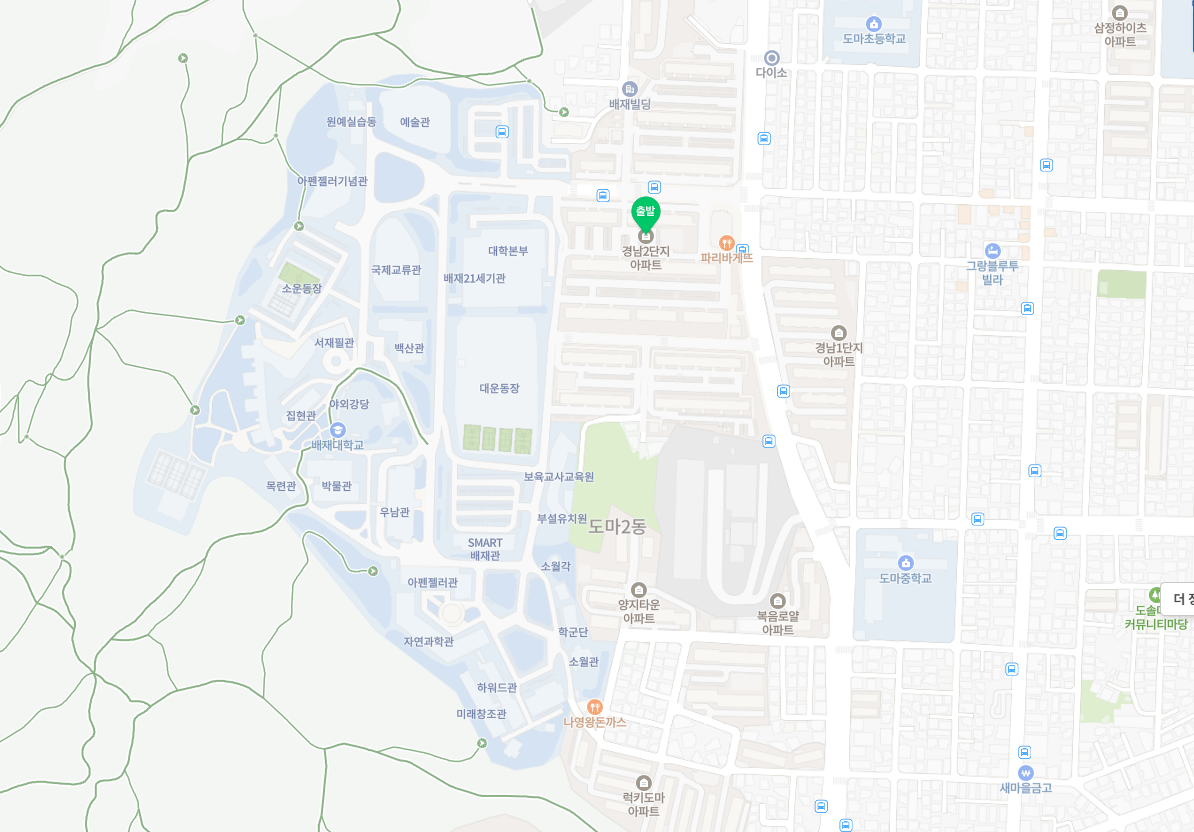 삼정하이츠
아파트
도마초등학교
다이소
배재빌딩
원예실습동
예술관
아펜젤러기념관
출발
경남2단지
아파트
파리바게뜨
대학본부
그랑블루투
빌라
국제교류관
배재21세기관
소운동장
서재필관
백산관
경남1단지
아파트
대운동장
야외강당
집현관
배재대학교
목련관
박물관
보육교사교육원
우남관
부설유치원
도마2동
SMART
배재관
소월각
아펜젤러관
도마중학교
양지타운
아파트
복음로얄
아파트
더 정
도솔마
커뮤니티마당
학군단
자연과학관
소월관
하워드관
미래창조관
나영왕돈까스
럭키도마
아파트
새마을금고